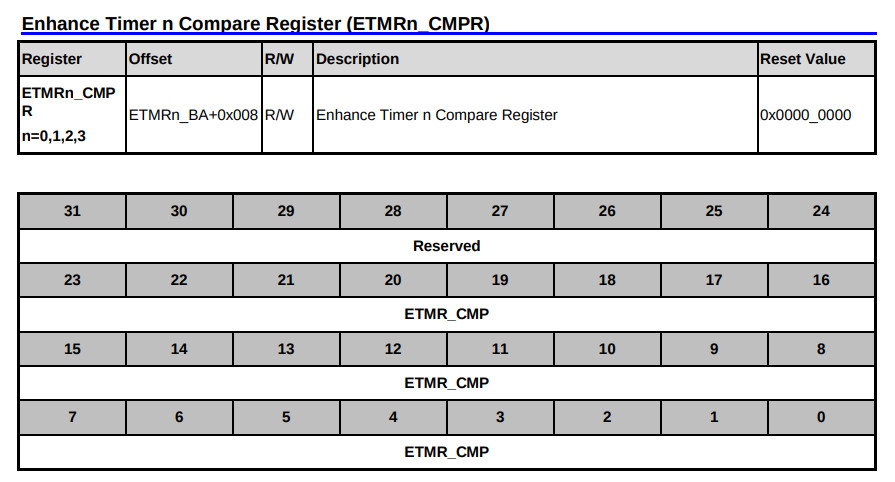 Enhance Timer n Compare Register (ETMRn_CMPR)
Register Offset R/W Description Reset Value
ETMRn_CMP
R
n=0,1,2,3
ETMRn_BA+0x008 R/W Enhance Timer n Compare Register 0x0000_0000
31 30 29 28 27 26 25 24
Reserved
23 22 21 20 19 18 17 16
ETMR_CMP
15 14 13 12 11 10 9 8
ETMR_CMP
7 6 5 4 3 2 1 0
ETMR_CMP